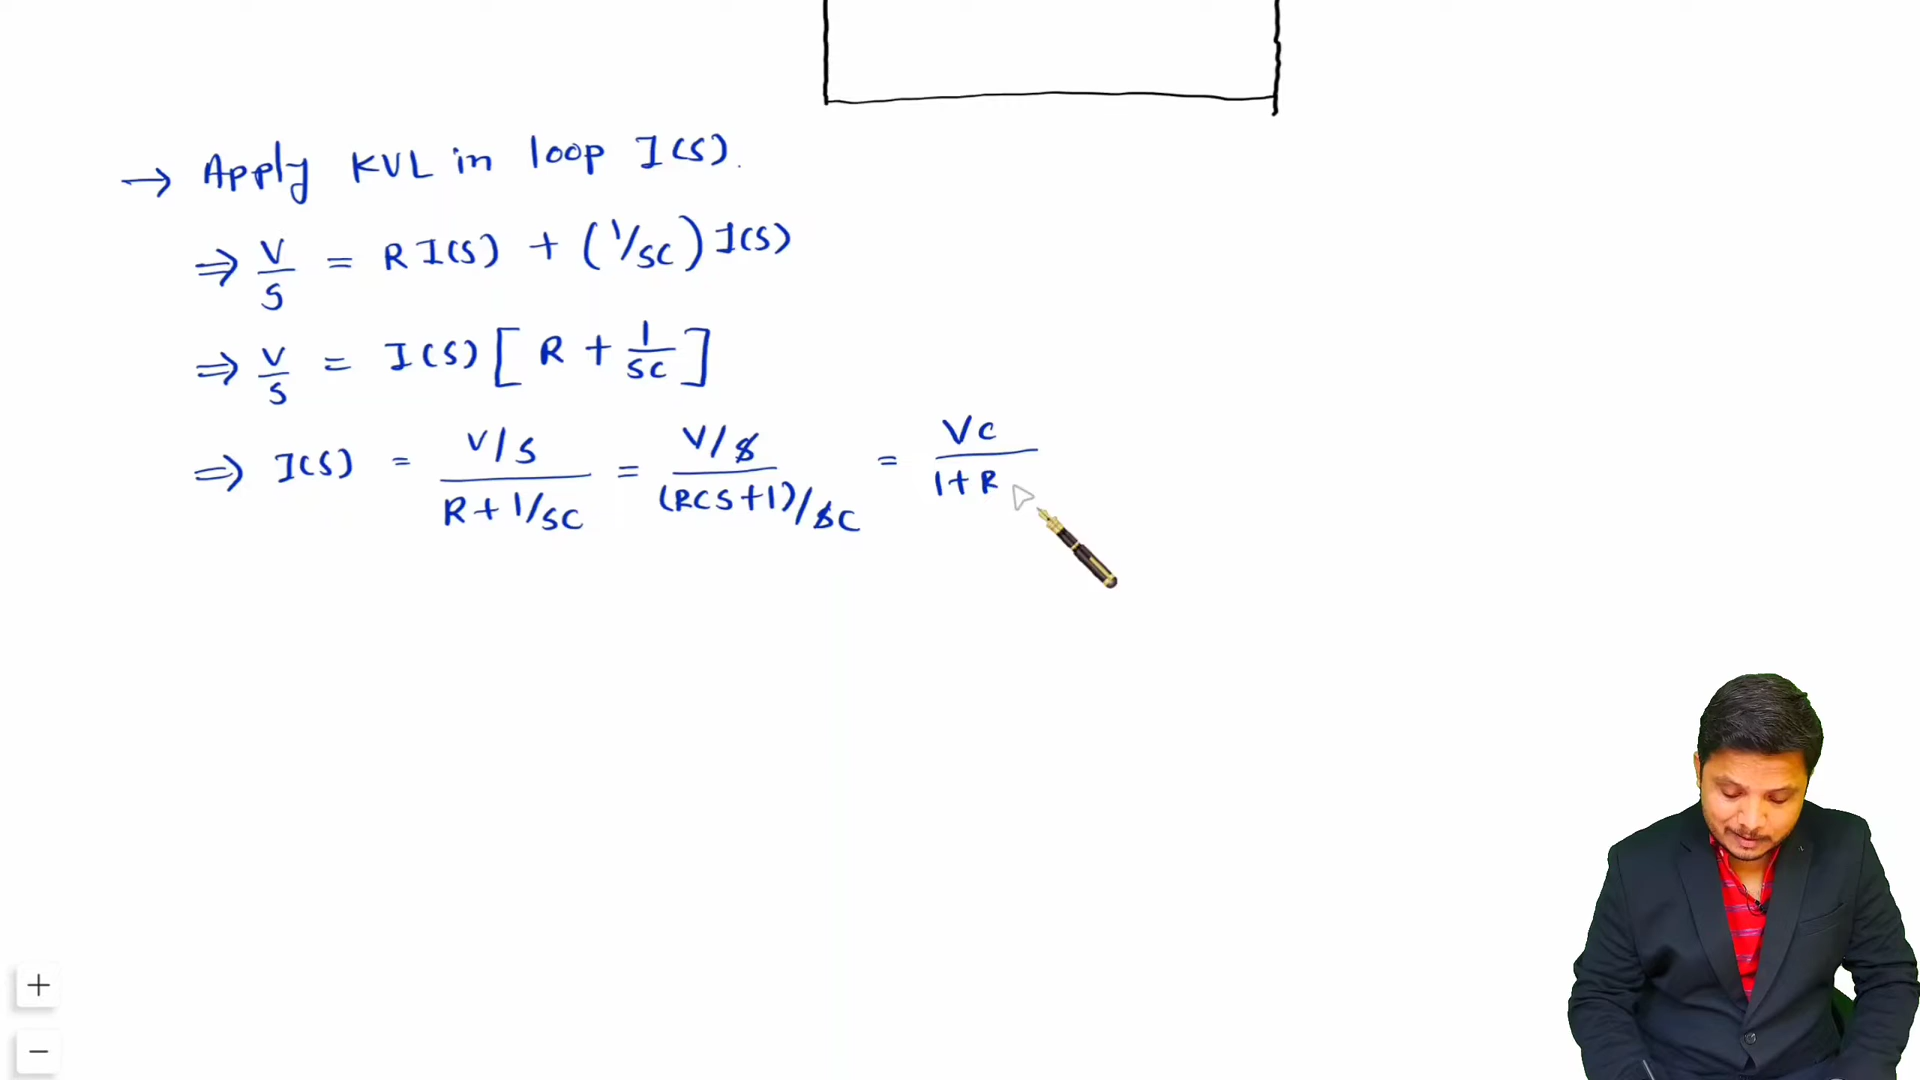 → Apply KVL in loop I(S).
⇒ V/S = R I(S) + (1/SC) I(S)
⇒ V/S = I(S) [ R + 1/SC ]
⇒ I(S) = V/S / R + 1/SC = V/S / (RCS+1)/SC = VC / 1+R
+
−